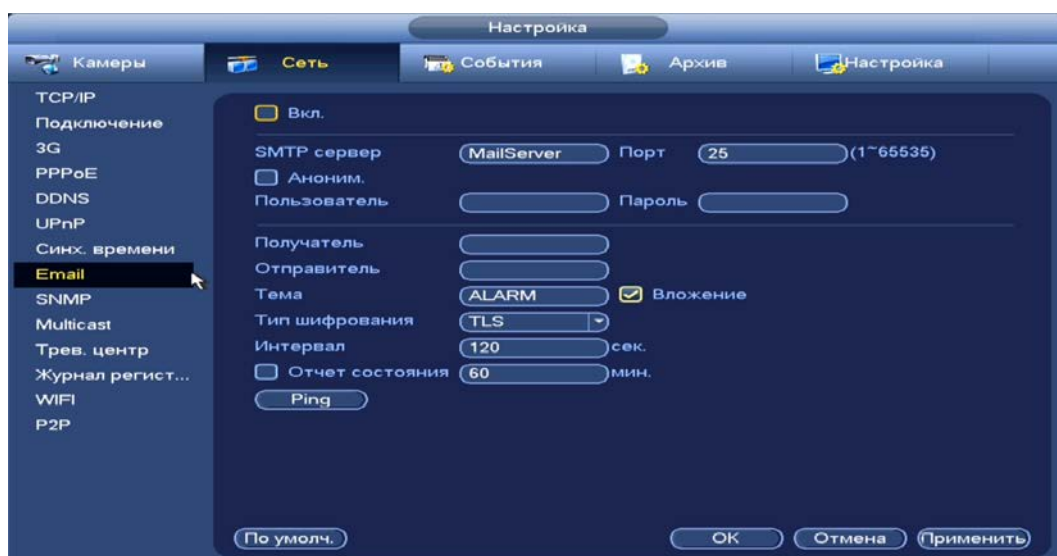 Настройка
Камеры Сеть События Архив Настройка
TCP/IP
Подключение
3G
PPPoE
DDNS
UPnP
Синх. времени
Email
SNMP
Multicast
Трев. центр
Журнал регист...
WIFI
P2P
Вкл.
SMTP сервер MailServer Порт 25 (1~65535)
Аноним.
Пользователь Пароль
Получатель
Отправитель
Тема ALARM Вложение
Тип шифрования TLS
Интервал 120 сек.
Отчет состояния 60 мин.
Ping
По умолч. OK Отмена Применить